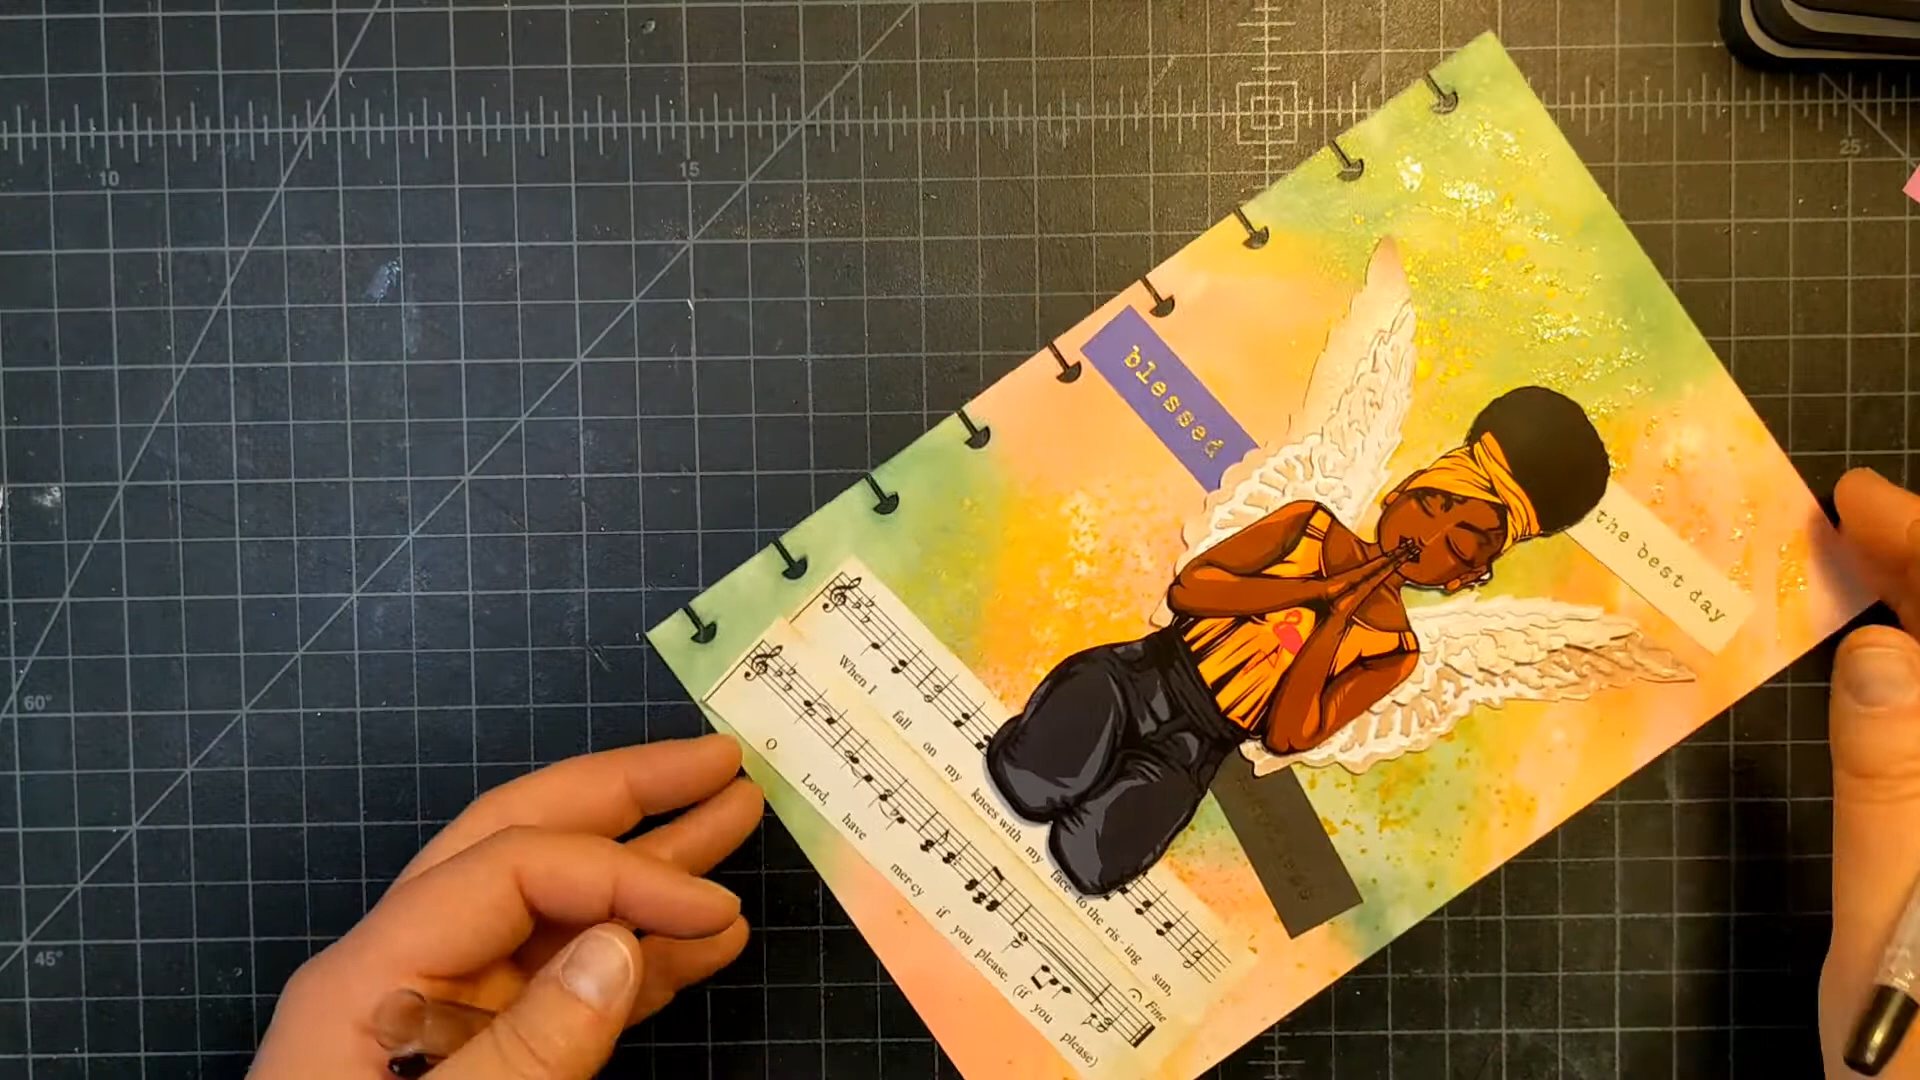 10
15
25
blessed
the best day
When I fall on my knees with my face to the ris - ing sun,
Fine
O Lord, have mer-cy if you please. (if you please)
60°
45°